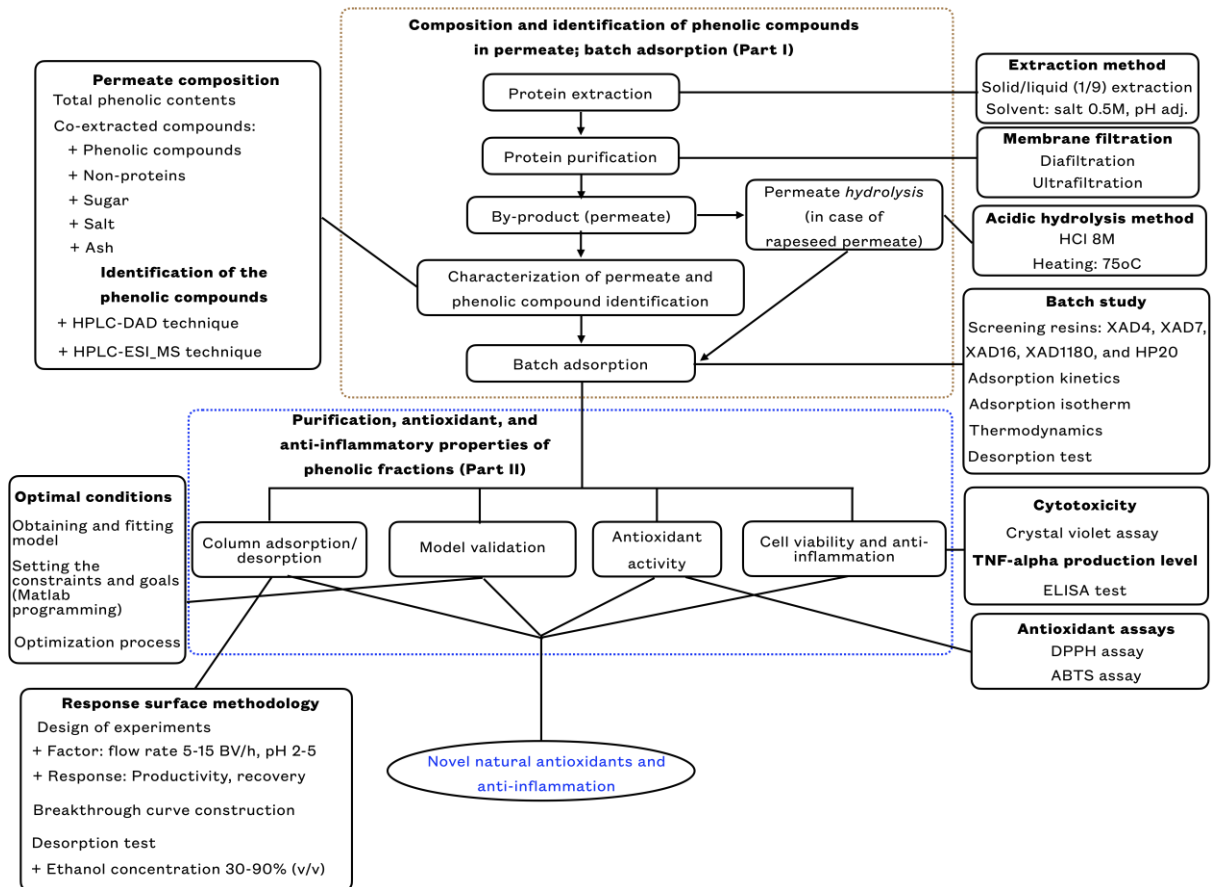 Composition and identification of phenolic compounds
in permeate; batch adsorption (Part I)
Permeate composition
Total phenolic contents
Co-extracted compounds:
+ Phenolic compounds
+ Non-proteins
+ Sugar
+ Salt
+ Ash
Identification of the
phenolic compounds
+ HPLC-DAD technique
+ HPLC-ESI_MS technique
Protein extraction
Protein purification
By-product (permeate)
Permeate hydrolysis
(in case of
rapeseed permeate)
Characterization of permeate and
phenolic compound identification
Batch adsorption
Extraction method
Solid/liquid (1/9) extraction
Solvent: salt 0.5M, pH adj.
Membrane filtration
Diafiltration
Ultrafiltration
Acidic hydrolysis method
HCl 8M
Heating: 75oC
Batch study
Screening resins: XAD4, XAD7,
XAD16, XAD1180, and HP20
Adsorption kinetics
Adsorption isotherm
Thermodynamics
Desorption test
Purification, antioxidant, and
anti-inflammatory properties of
phenolic fractions (Part II)
Optimal conditions
Obtaining and fitting
model
Setting the
constraints and goals
(Matlab
programming)
Optimization process
Column adsorption/
desorption
Model validation
Antioxidant
activity
Cell viability and anti-
inflammation
Cytotoxicity
Crystal violet assay
TNF-alpha production level
ELISA test
Antioxidant assays
DPPH assay
ABTS assay
Response surface methodology
Design of experiments
+ Factor: flow rate 5-15 BV/h, pH 2-5
+ Response: Productivity, recovery
Breakthrough curve construction
Desorption test
+ Ethanol concentration 30-90% (v/v)
Novel natural antioxidants and
anti-inflammation